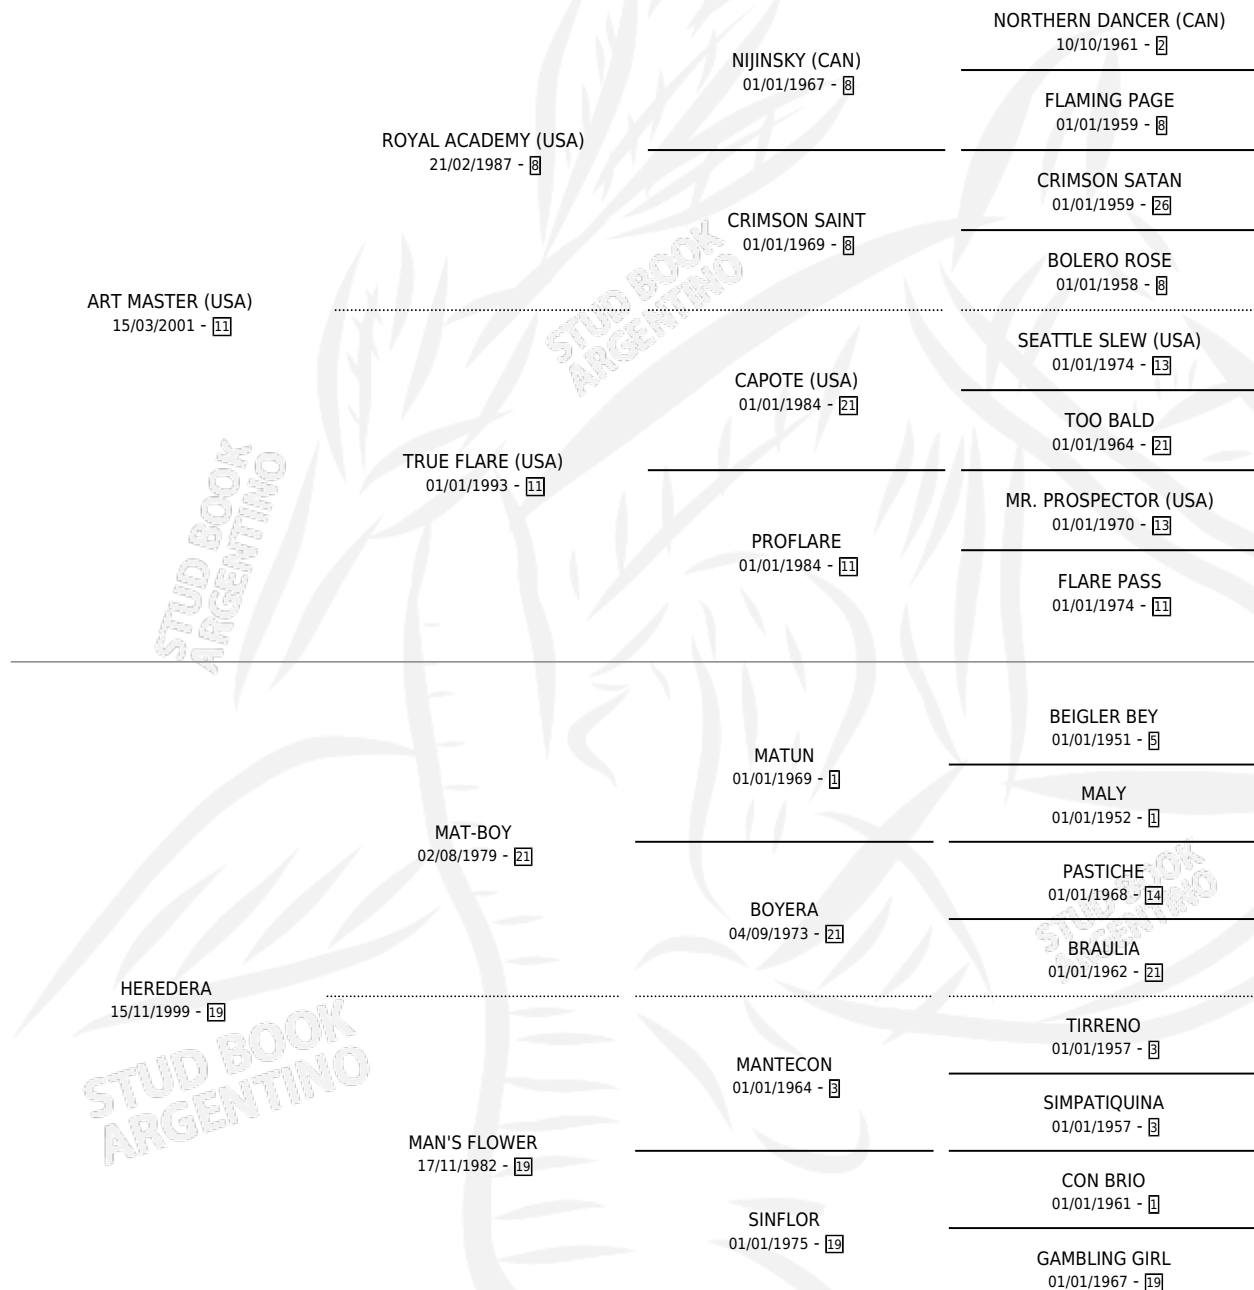 NORTHERN DANCER (CAN)
10/10/1961 - 2
NIJINSKY (CAN)
01/01/1967 - 8
FLAMING PAGE
01/01/1959 - 8
ROYAL ACADEMY (USA)
21/02/1987 - 8
CRIMSON SATAN
01/01/1959 - 26
CRIMSON SAINT
01/01/1969 - 8
BOLERO ROSE
01/01/1958 - 8
ART MASTER (USA)
15/03/2001 - 11
SEATTLE SLEW (USA)
01/01/1974 - 13
CAPOTE (USA)
01/01/1984 - 21
TOO BALD
01/01/1964 - 21
TRUE FLARE (USA)
01/01/1993 - 11
MR. PROSPECTOR (USA)
01/01/1970 - 13
PROFLARE
01/01/1984 - 11
FLARE PASS
01/01/1974 - 11
BEIGLER BEY
01/01/1951 - 5
MATUN
01/01/1969 - 1
MALY
01/01/1952 - 1
MAT-BOY
02/08/1979 - 21
PASTICHE
01/01/1968 - 14
BOYERA
04/09/1973 - 21
BRAULIA
01/01/1962 - 21
HEREDERA
15/11/1999 - 19
TIRRENO
01/01/1957 - 3
MANTECON
01/01/1964 - 3
SIMPATIQUINA
01/01/1957 - 3
MAN'S FLOWER
17/11/1982 - 19
CON BRIO
01/01/1961 - 1
SINFLOR
01/01/1975 - 19
GAMBLING GIRL
01/01/1967 - 19
STUD BOOK
ARGENTINO
STUD BOOK
ARGENTINO
STUD BOOK
ARGENTINO
STUD BOOK
ARGENTINO